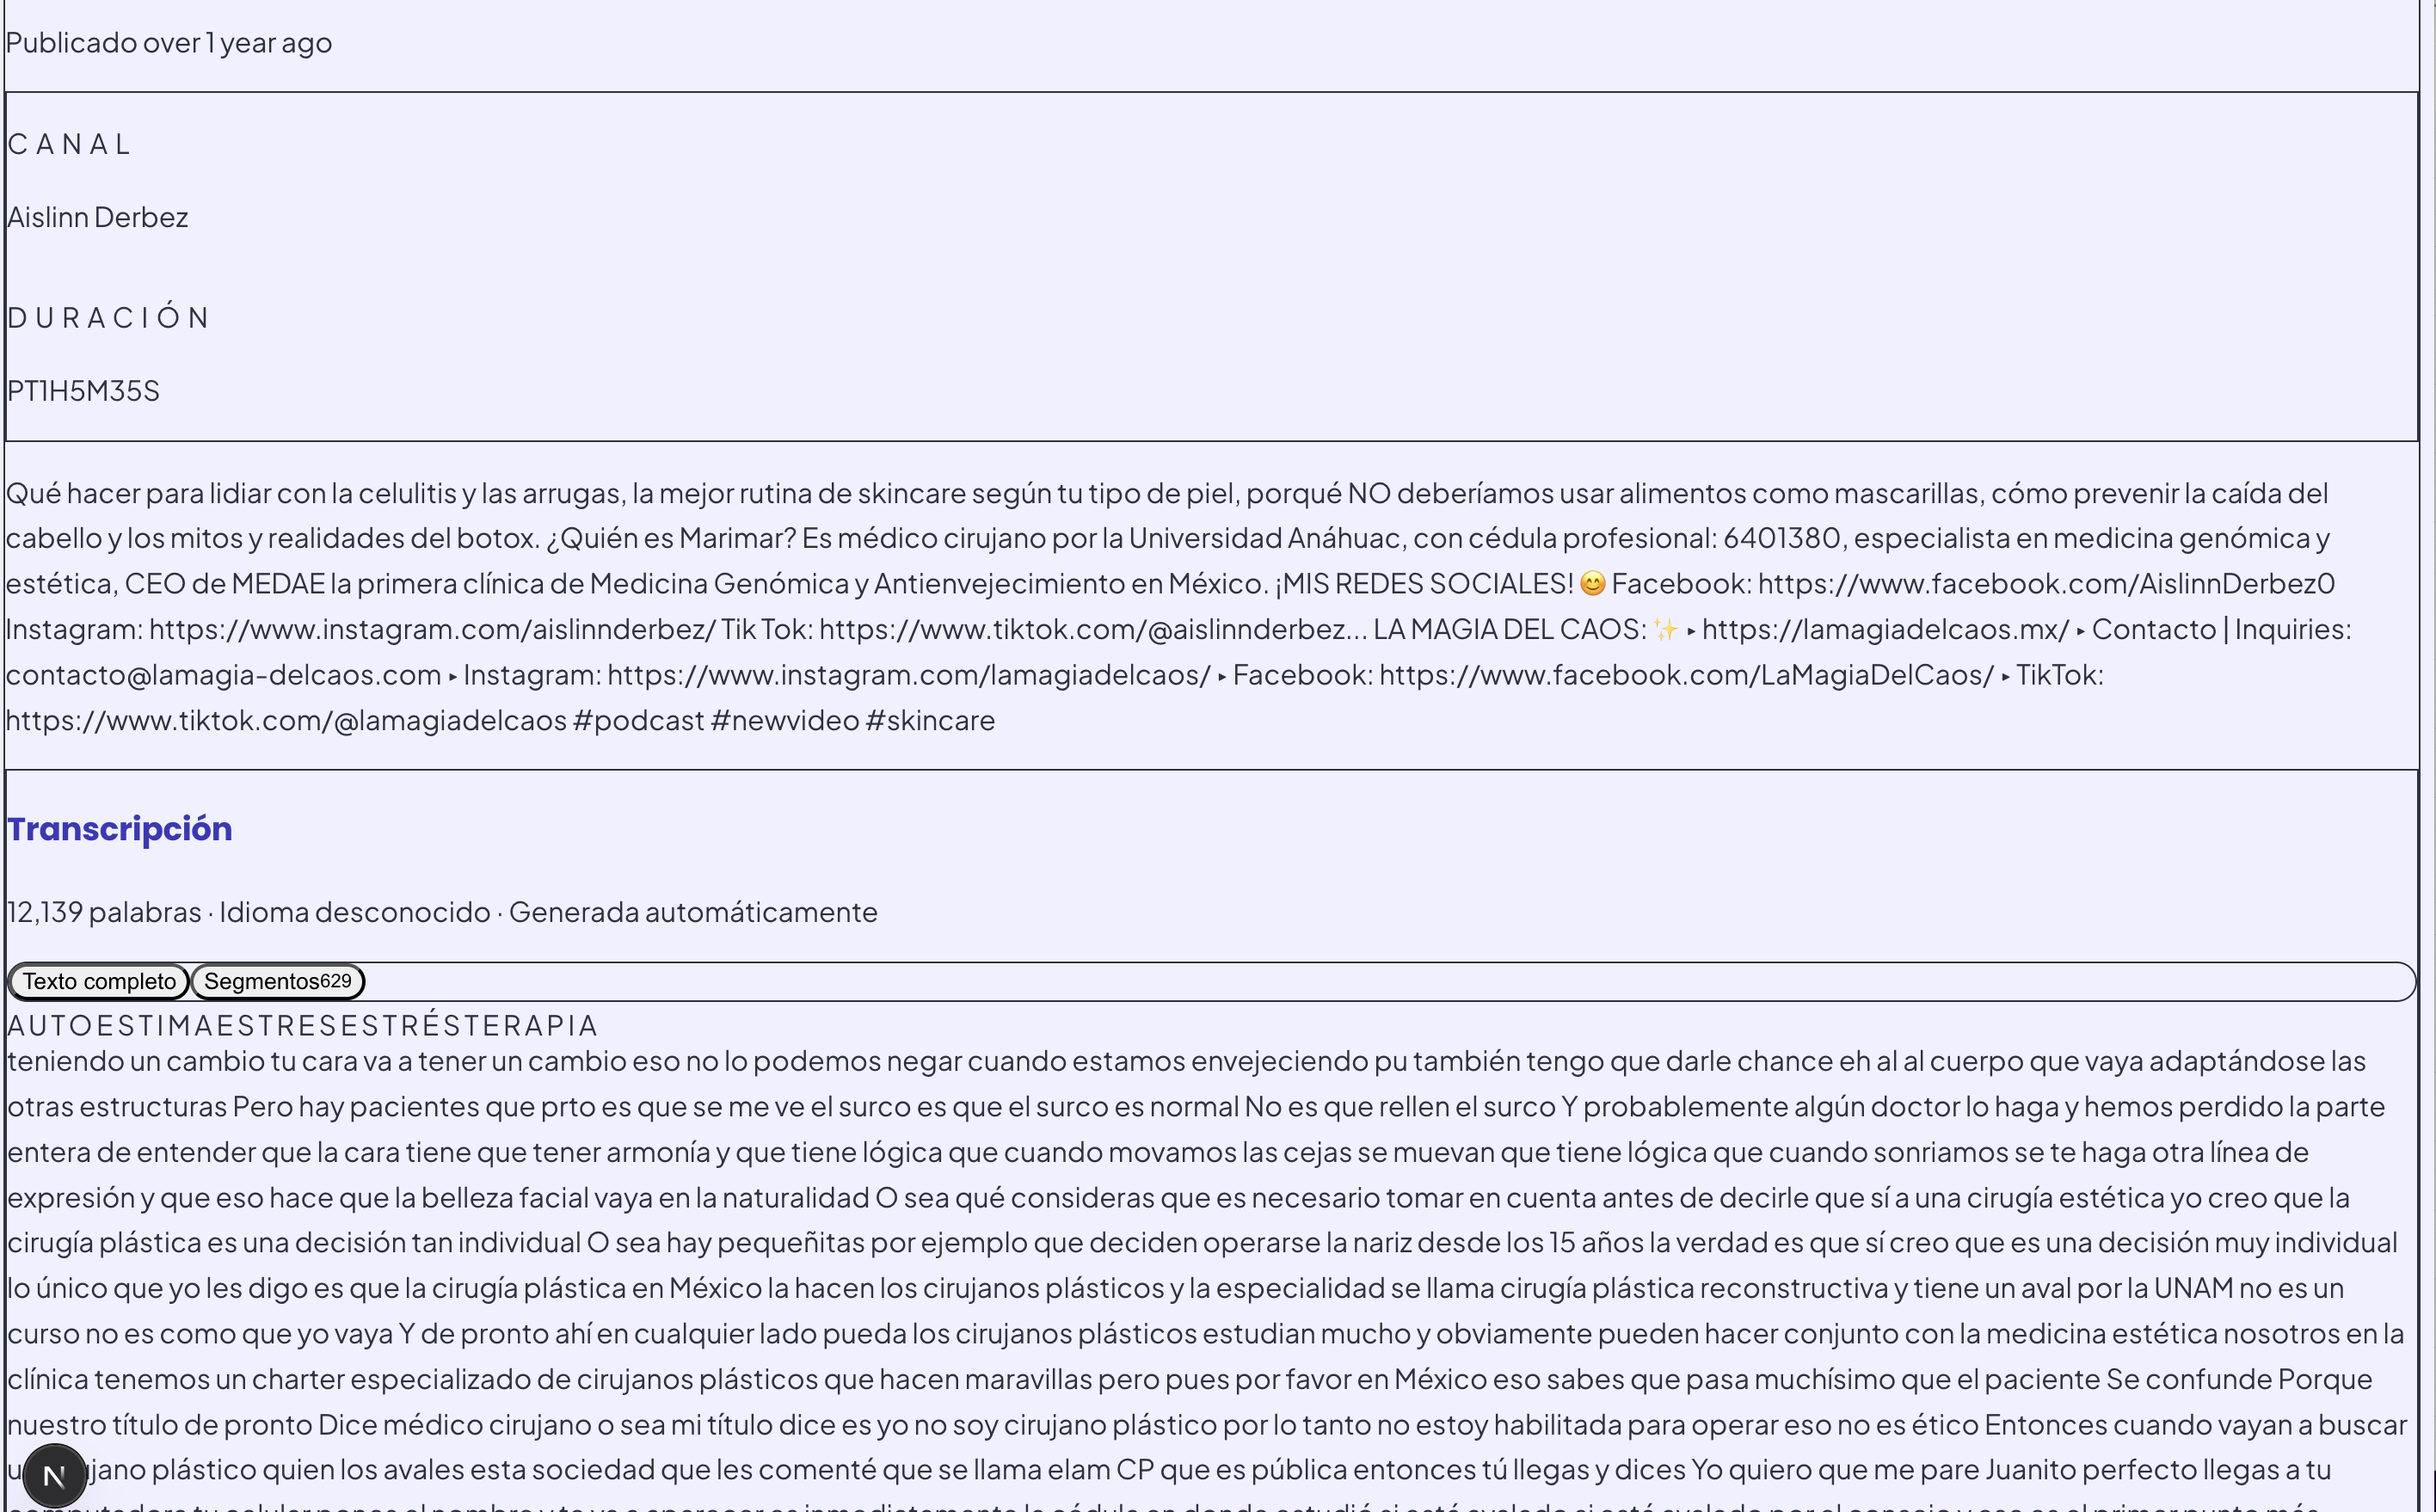 Publicado over 1 year ago
CANAL
Aislinn Derbez
DURACIÓN
PT1H5M35S
Qué hacer para lidiar con la celulitis y las arrugas, la mejor rutina de skincare según tu tipo de piel, porqué NO deberíamos usar alimentos como mascarillas, cómo prevenir la caída del
cabello y los mitos y realidades del botox. ¿Quién es Marimar? Es médico cirujano por la Universidad Anáhuac, con cédula profesional: 6401380, especialista en medicina genómica y
estética, CEO de MEDAE la primera clínica de Medicina Genómica y Antienvejecimiento en México. ¡MIS REDES SOCIALES! 😊 Facebook: https://www.facebook.com/AislinnDerbez0
Instagram: https://www.instagram.com/aislinnderbez/ Tik Tok: https://www.tiktok.com/@aislinnderbez... LA MAGIA DEL CAOS: ✨ ‣ https://lamagiadelcaos.mx/ ‣ Contacto | Inquiries:
contacto@lamagia-delcaos.com ‣ Instagram: https://www.instagram.com/lamagiadelcaos/ ‣ Facebook: https://www.facebook.com/LaMagiaDelCaos/ ‣ TikTok:
https://www.tiktok.com/@lamagiadelcaos #podcast #newvideo #skincare
Transcripción
12,139 palabras · Idioma desconocido · Generada automáticamente
Texto completo Segmentos629
AUTOESTIMAESTRESESTRÉSTERAPIA
teniendo un cambio tu cara va a tener un cambio eso no lo podemos negar cuando estamos envejeciendo pu también tengo que darle chance eh al al cuerpo que vaya adaptándose las
otras estructuras Pero hay pacientes que prto es que se me ve el surco es que el surco es normal No es que rellen el surco Y probablemente algún doctor lo haga y hemos perdido la parte
entera de entender que la cara tiene que tener armonía y que tiene lógica que cuando movamos las cejas se muevan que tiene lógica que cuando sonriamos se te haga otra línea de
expresión y que eso hace que la belleza facial vaya en la naturalidad O sea qué consideras que es necesario tomar en cuenta antes de decirle que sí a una cirugía estética yo creo que la
cirugía plástica es una decisión tan individual O sea hay pequeñitas por ejemplo que deciden operarse la nariz desde los 15 años la verdad es que sí creo que es una decisión muy individual
lo único que yo les digo es que la cirugía plástica en México la hacen los cirujanos plásticos y la especialidad se llama cirugía plástica reconstructiva y tiene un aval por la UNAM no es un
curso no es como que yo vaya Y de pronto ahí en cualquier lado pueda los cirujanos plásticos estudian mucho y obviamente pueden hacer conjunto con la medicina estética nosotros en la
clínica tenemos un charter especializado de cirujanos plásticos que hacen maravillas pero pues por favor en México eso sabes que pasa muchísimo que el paciente Se confunde Porque
nuestro título de pronto Dice médico cirujano o sea mi título dice es yo no soy cirujano plástico por lo tanto no estoy habilitada para operar eso no es ético Entonces cuando vayan a buscar
plástico quien los avales esta sociedad que les comenté que se llama elam CP que es pública entonces tú llegas y dices Yo quiero que me pare Juanito perfecto llegas a tu